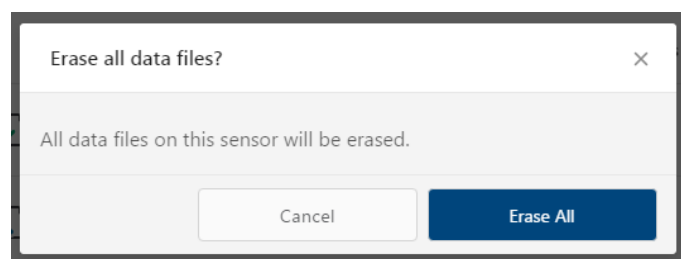 Erase all data files?
All data files on this sensor will be erased.
Cancel
Erase All